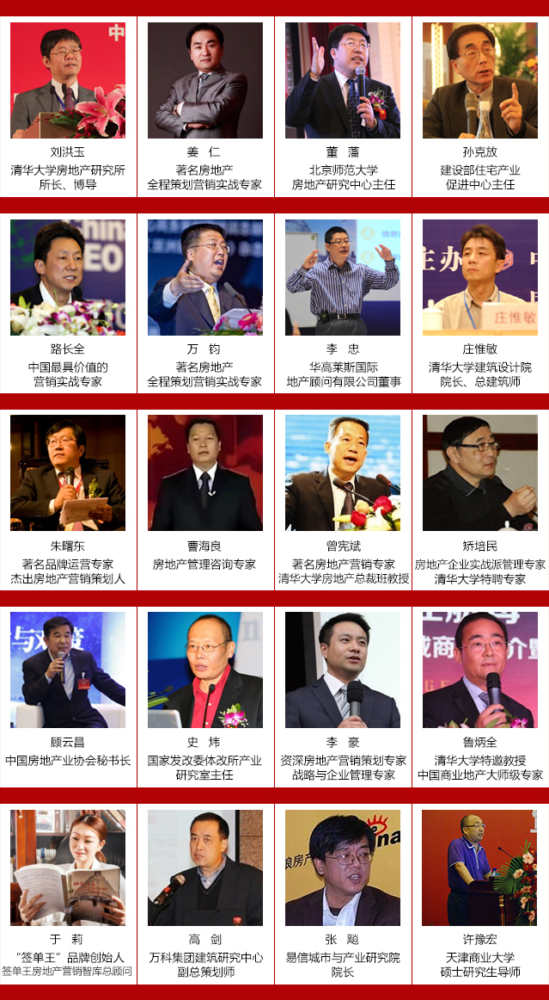 刘洪玉
清华大学房地产研究所
所长、博导
姜 仁
著名房地产
全程策划营销实战专家
董 藩
北京师范大学
房地产研究中心主任
孙克放
建设部住宅产业
促进中心主任
路长全
中国最具价值的
营销实战专家
万 钧
著名房地产
全程策划营销实战专家
李 忠
华高莱斯国际
地产顾问有限公司董事
主办
中
庄惟敏
庄惟敏
清华大学建筑设计院
院长、总建筑师
朱曙东
著名品牌运营专家
杰出房地产营销策划人
曹海良
房地产管理咨询专家
曾宪斌
著名房地产营销专家
清华大学房地产总裁班教授
矫培民
房地产企业实战派管理专家
清华大学特聘专家
顾云昌
中国房地产业协会秘书长
史 炜
国家发改委体改所产业
研究室主任
李 豪
资深房地产营销策划专家
战略与企业管理专家
鲁炳全
清华大学特邀教授
中国商业地产大师级专家
于 莉
“签单王”品牌创始人
签单王房地产营销智库总顾问
高 剑
万科集团建筑研究中心
副总策划师
张 飚
易信城市与产业研究院
院长
许豫宏
天津商业大学
硕士研究生导师